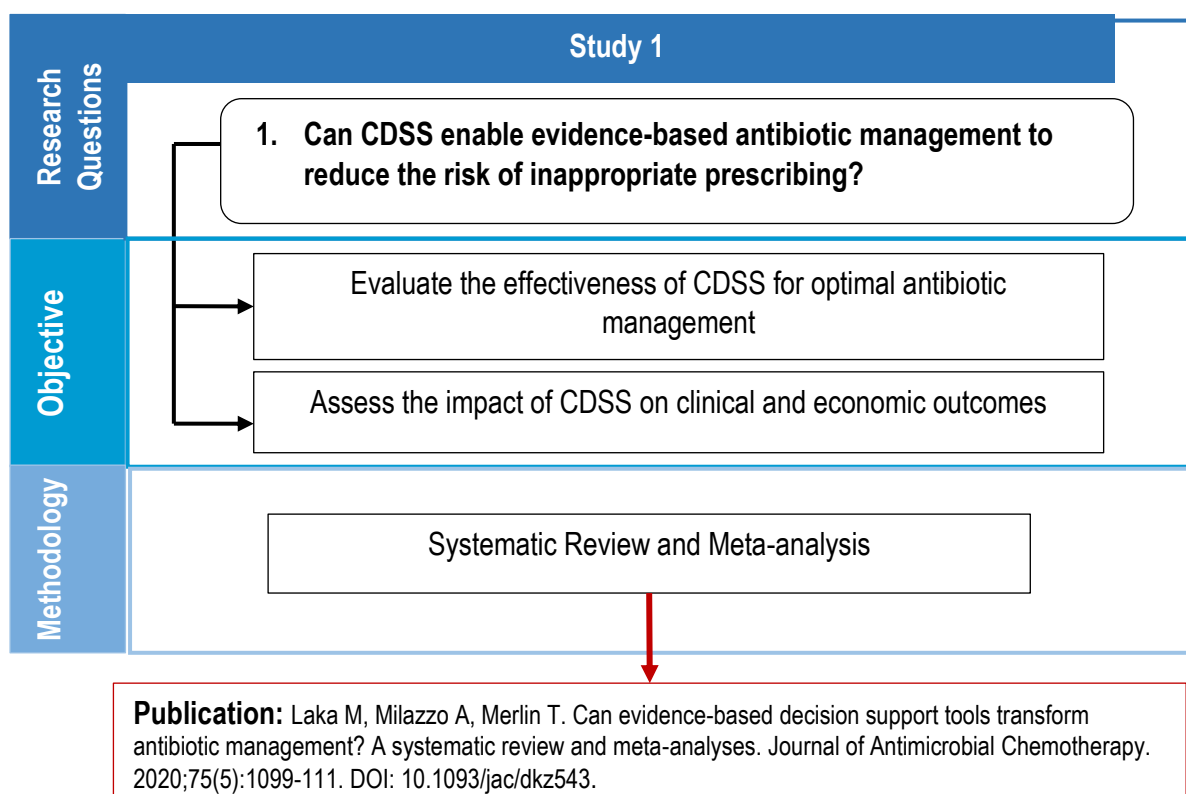 Study 1
Research
Questions
1. Can CDSS enable evidence-based antibiotic management to
reduce the risk of inappropriate prescribing?
Objective
Evaluate the effectiveness of CDSS for optimal antibiotic
management
Assess the impact of CDSS on clinical and economic outcomes
Methodology
Systematic Review and Meta-analysis
Publication: Laka M, Milazzo A, Merlin T. Can evidence-based decision support tools transform
antibiotic management? A systematic review and meta-analyses. Journal of Antimicrobial Chemotherapy.
2020;75(5):1099-111. DOI: 10.1093/jac/dkz543.